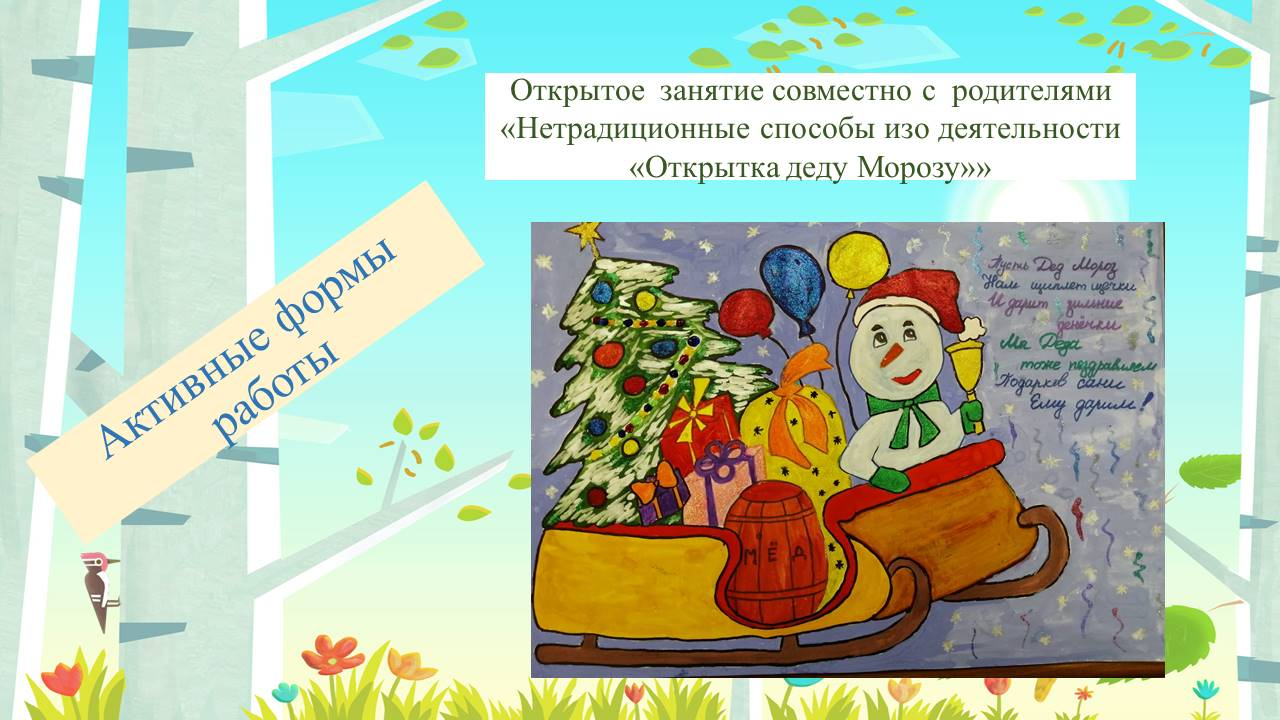 Открытое занятие совместно с родителями
«Нетрадиционные способы изо деятельности
«Открытка деду Морозу»»
Активные формы
работы
Пусть Дед Мороз
Нам щиплет щёчки
И дарит зимние
денёчки
Мы Деда
тоже поздравляем
Подарков сани
Ему дарим!
МЁД